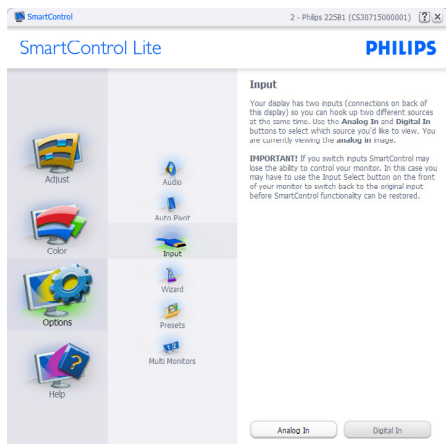 SmartControl
2 - Philips 225B1 (CS30715000001)
SmartControl Lite
PHILIPS
Adjust
Color
Options
Help
Audio
Auto Pivot
Input
Wizard
Presets
Multi Monitors
Input
Your display has two inputs (connections on back of
this display) so you can hook up two different sources
at the same time. Use the Analog In and Digital In
buttons to select which source you'd like to view. You
are currently viewing the analog in image.
IMPORTANT! If you switch inputs SmartControl may
lose the ability to control your monitor. In this case you
may have to use the Input Select button on the front
of your monitor to switch back to the original input
before SmartControl functionality can be restored.
Analog In
Digital In